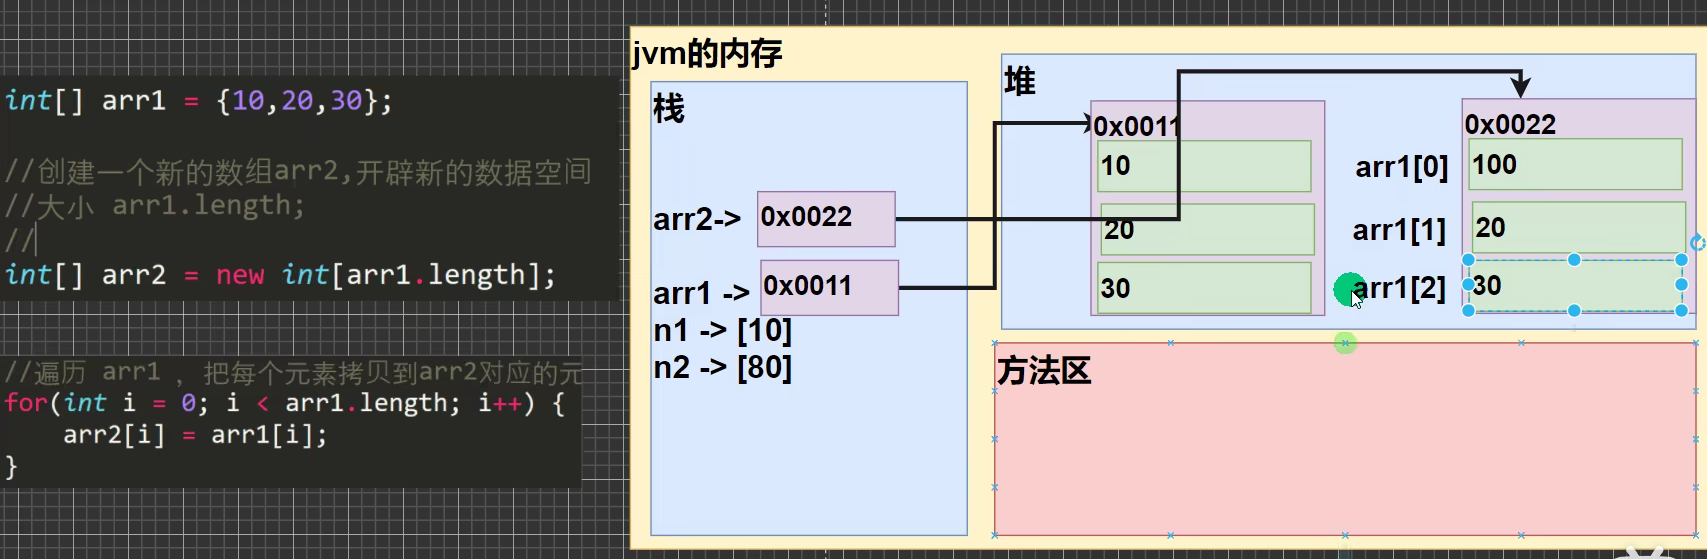 int[] arr1 = {10,20,30};
//创建一个新的数组arr2,开辟新的数据空间
//大小 arr1.length;
//
int[] arr2 = new int[arr1.length];
//遍历 arr1 ，把每个元素拷贝到arr2对应的元
for(int i = 0; i < arr1.length; i++) {
arr2[i] = arr1[i];
}
jvm的内存
栈
arr2-> 0x0022
arr1 -> 0x0011
n1 -> [10]
n2 -> [80]
堆
0x0011
10
20
30
0x0022
arr1[0] 100
arr1[1] 20
arr1[2] 30
方法区